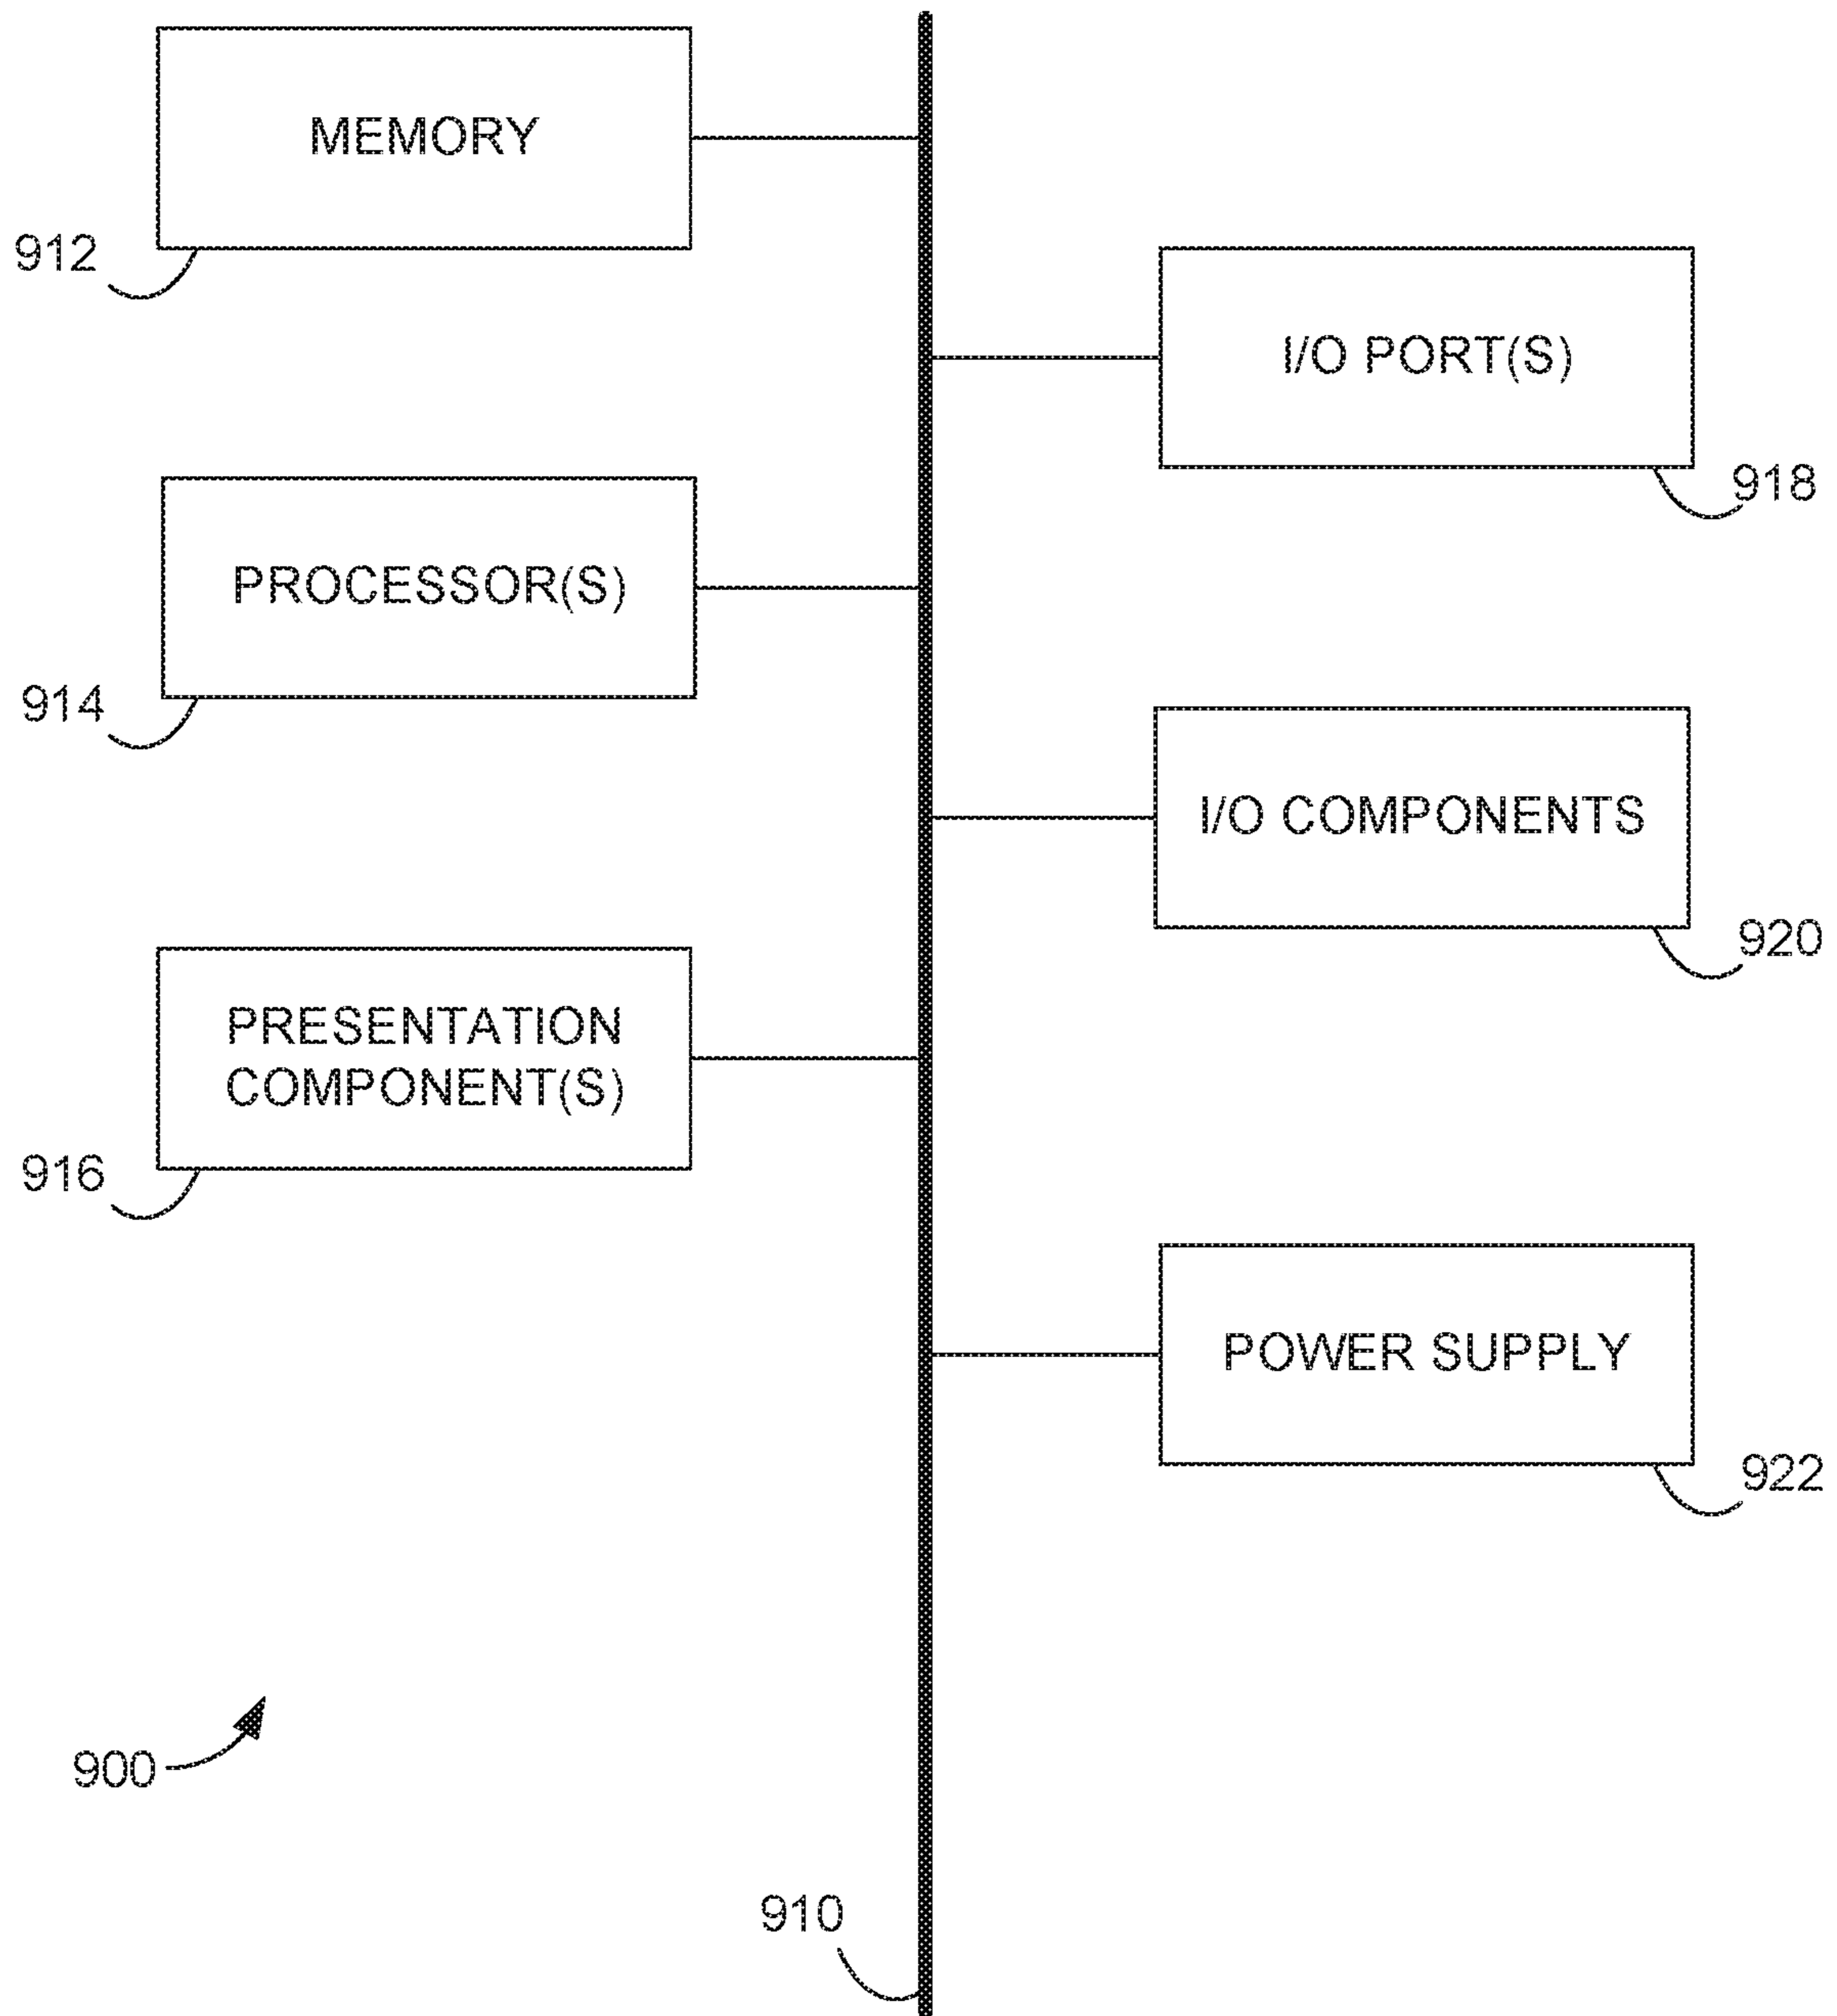 MEMORY
912
I/O PORT(S)
918
PROCESSOR(S)
914
I/O COMPONENTS
920
PRESENTATION
COMPONENT(S)
916
POWER SUPPLY
922
900
910